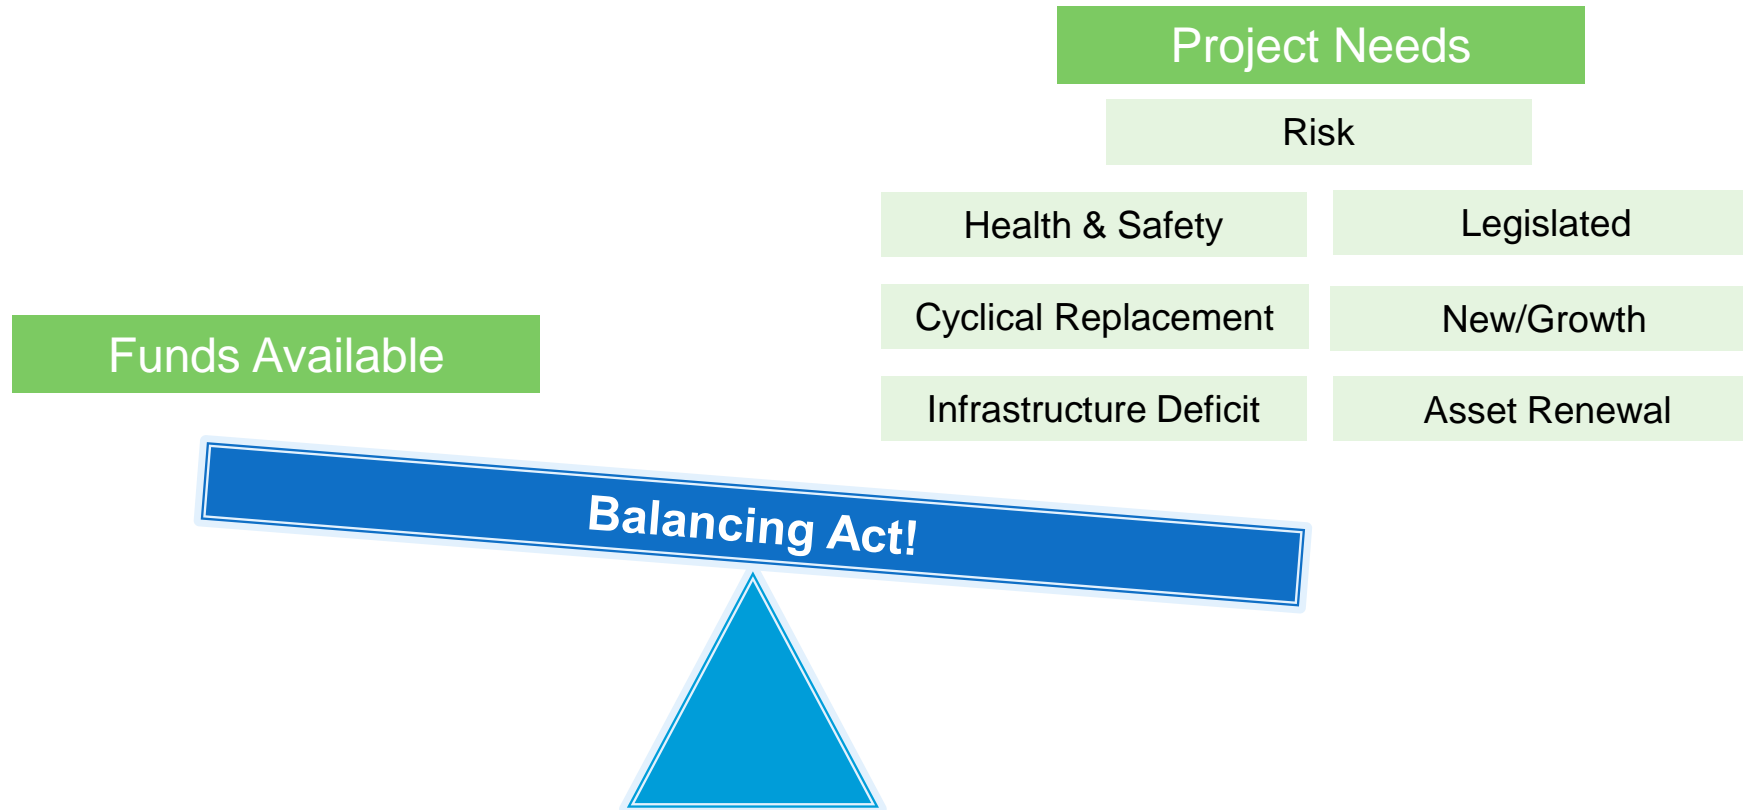 Project Needs
Risk
Health & Safety
Legislated
Cyclical Replacement
New/Growth
Funds Available
Infrastructure Deficit
Asset Renewal
Balancing Act!